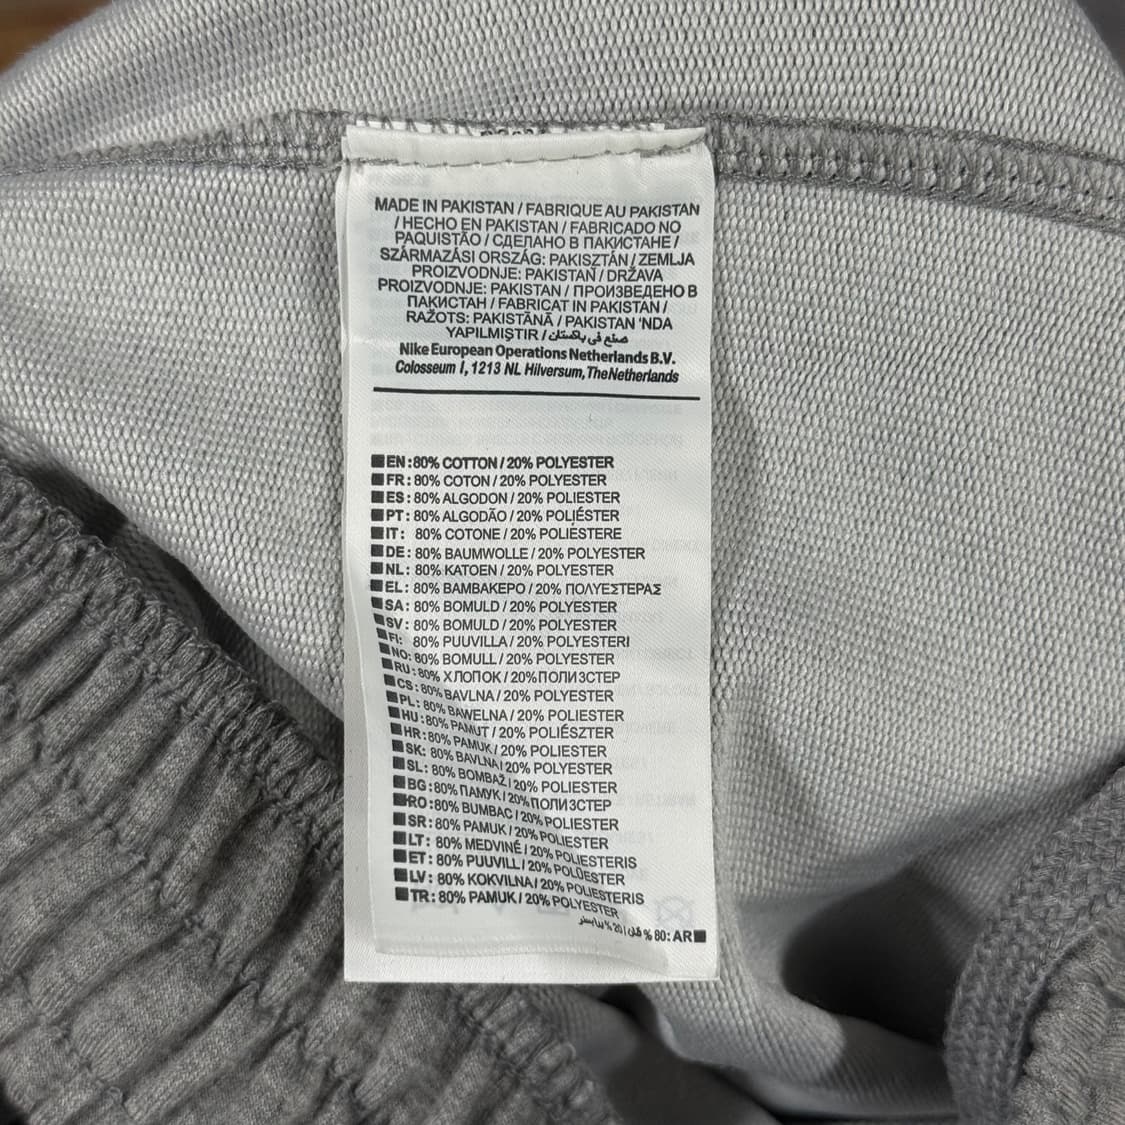 MADE IN PAKISTAN / FABRIQUE AU PAKISTAN
/ HECHO EN PAKISTAN / FABRICADO NO
PAQUISTÃO / СДЕЛАНО В ПАКИСТАНЕ /
SZÁRMAZÁSI ORSZÁG: PAKISZTÁN / ZEMLJA
PROIZVODNJE: PAKISTAN / DRŽAVA
PROIZVODNJE: PAKISTAN / ПРОИЗВЕДЕНО В
ПАКИСТАН / FABRICAT IN PAKISTAN /
RAŽOTS: PAKISTĀNĀ / PAKISTAN 'NDA
YAPILMIŞTIR / صنع في باكستان
Nike European Operations Netherlands B.V.
Colosseum 1, 1213 NL Hilversum, The Netherlands
EN: 80% COTTON / 20% POLYESTER
FR: 80% COTON / 20% POLYESTER
ES: 80% ALGODON / 20% POLIESTER
PT: 80% ALGODÃO / 20% POLIÉSTER
IT: 80% COTONE / 20% POLIESTERE
DE: 80% BAUMWOLLE / 20% POLYESTER
NL: 80% KATOEN / 20% POLYESTER
EL: 80% ΒΑΜΒΑΚΕΡΟ / 20% ΠΟΛΥΕΣΤΕΡΑΣ
SA: 80% BOMULD / 20% POLYESTER
SV: 80% BOMULD / 20% POLYESTER
FI: 80% PUUVILLA / 20% POLYESTERI
NO: 80% BOMULL / 20% POLYESTER
RU: 80% ХЛОПОК / 20% ПОЛИЭСТЕР
CS: 80% BAVLNA / 20% POLYESTER
PL: 80% BAWELNA / 20% POLIESTER
HU: 80% PAMUT / 20% POLIÉSZTER
HR: 80% PAMUK / 20% POLIESTER
SK: 80% BAVLNA / 20% POLYESTER
SL: 80% BOMBAŽ / 20% POLIESTER
BG: 80% ПАМУК / 20% ПОЛИЭСТЕР
RO: 80% BUMBAC / 20% POLIESTER
SR: 80% PAMUK / 20% POLIESTER
LT: 80% MEDVINÉ / 20% POLIESTERIS
ET: 80% PUUVILL / 20% POLÜESTER
LV: 80% KOKVILNA / 20% POLIESTERIS
TR: 80% PAMUK / 20% POLYESTER
AR: 80 % / 20 %